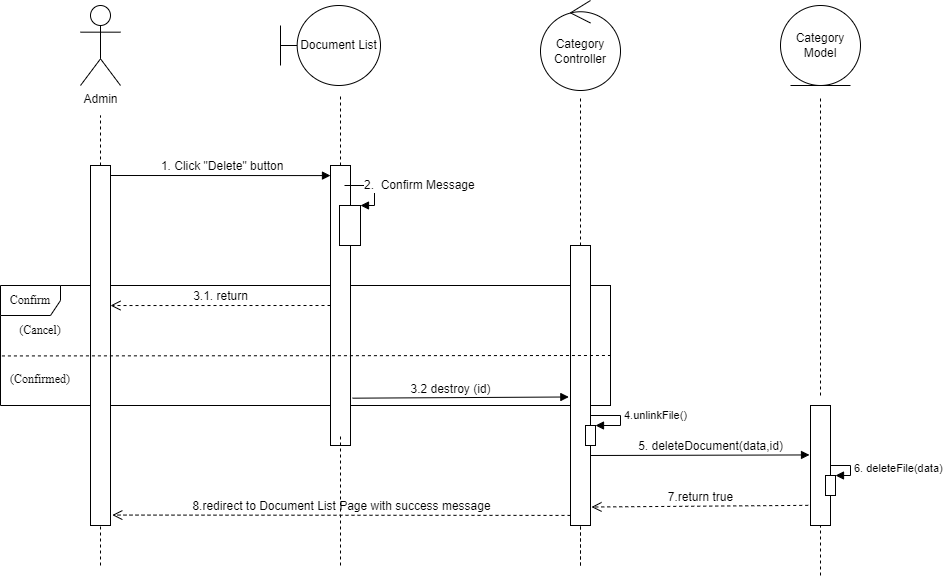 Document List
Category
Controller
Category
Model
Admin
1. Click "Delete" button
2. Confirm Message
Confirm
3.1. return
(Cancel)
(Confirmed)
3.2 destroy (id)
4.unlinkFile()
5. deleteDocument(data,id)
6. deleteFile(data)
7.return true
8.redirect to Document List Page with success message